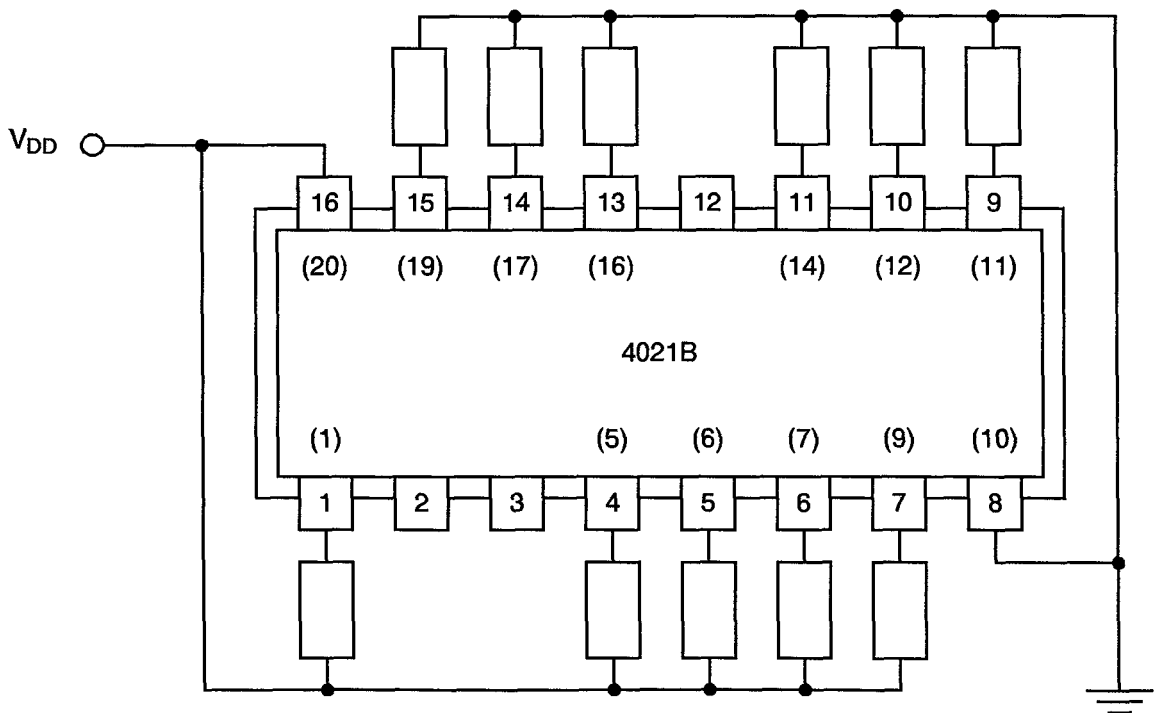 V_DD
16 15 14 13 12 11 10 9
(20) (19) (17) (16) (14) (12) (11)
4021B
(1) (5) (6) (7) (9) (10)
1 2 3 4 5 6 7 8